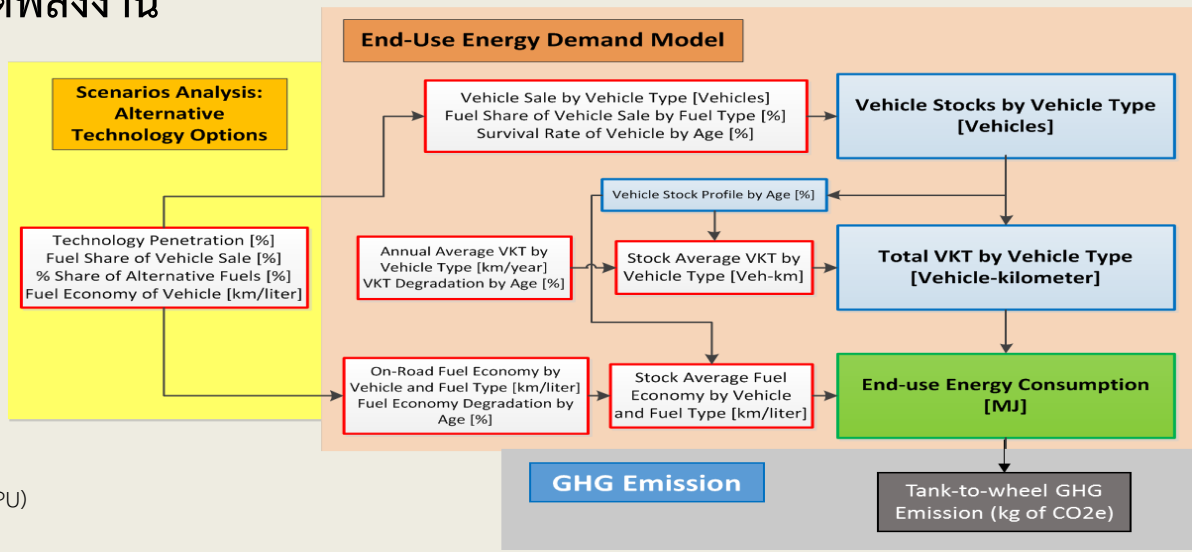 End-Use Energy Demand Model
Scenarios Analysis:
Alternative
Technology Options
Vehicle Sale by Vehicle Type [Vehicles]
Fuel Share of Vehicle Sale by Fuel Type [%]
Survival Rate of Vehicle by Age [%]
Vehicle Stocks by Vehicle Type
[Vehicles]
Vehicle Stock Profile by Age [%]
Technology Penetration [%]
Fuel Share of Vehicle Sale [%]
% Share of Alternative Fuels [%]
Fuel Economy of Vehicle [km/liter]
Annual Average VKT by
Vehicle Type [km/year]
VKT Degradation by Age [%]
Stock Average VKT by
Vehicle Type [Veh-km]
Total VKT by Vehicle Type
[Vehicle-kilometer]
On-Road Fuel Economy by
Vehicle and Fuel Type [km/liter]
Fuel Economy Degradation by
Age [%]
Stock Average Fuel
Economy by Vehicle
and Fuel Type [km/liter]
End-use Energy Consumption
[MJ]
GHG Emission
Tank-to-wheel GHG
Emission (kg of CO2e)
PU)